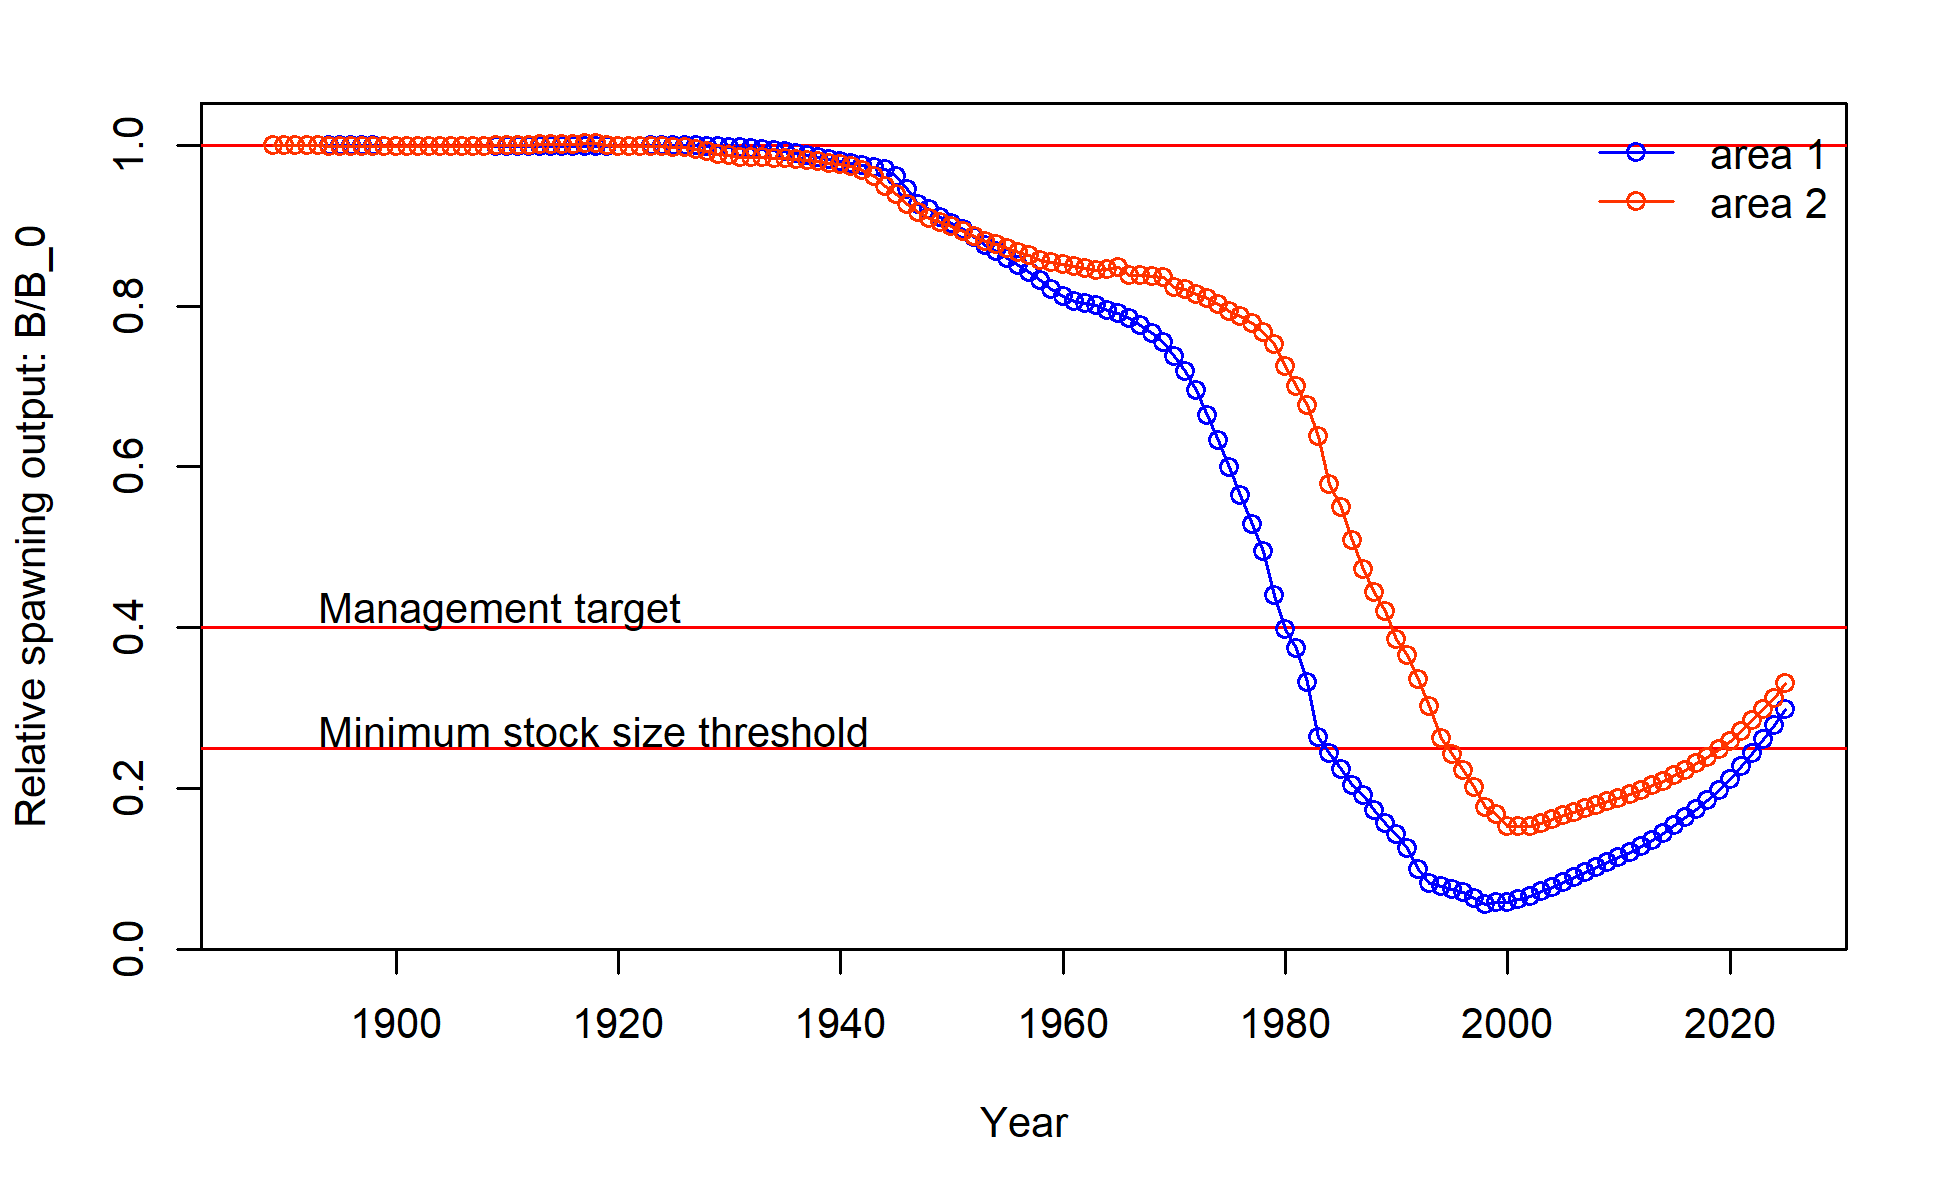 Relative spawning output: B/B_0
1.0
0.8
0.6
0.4
0.2
0.0
area 1
area 2
Management target
Minimum stock size threshold
1900 1920 1940 1960 1980 2000 2020
Year